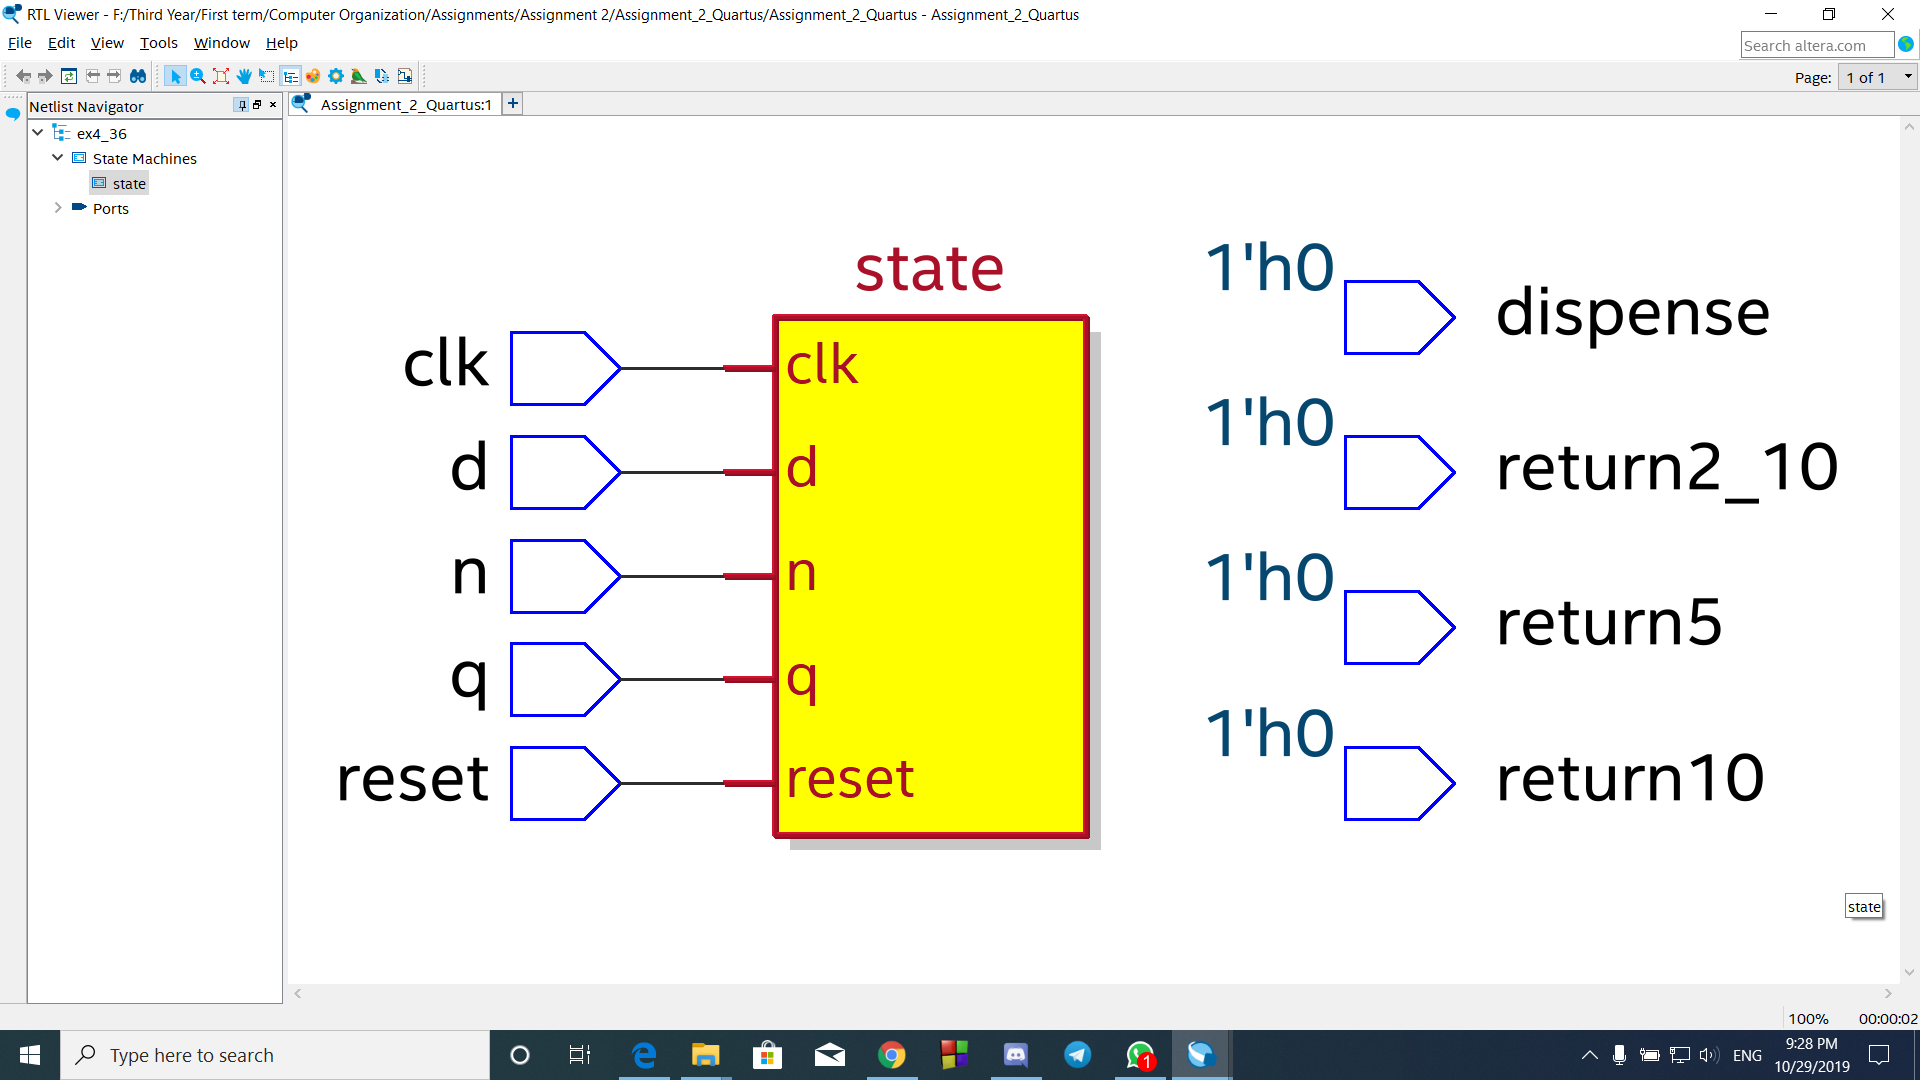 RTL Viewer - F:/Third Year/First term/Computer Organization/Assignments/Assignment 2/Assignment_2_Quartus/Assignment_2_Quartus - Assignment_2_Quartus
File Edit View Tools Window Help
Search altera.com
Page: 1 of 1
Netlist Navigator
Assignment_2_Quartus:1
ex4_36
State Machines
state
Ports
state
clk
d
n
q
reset
clk
d
n
q
reset
1'h0
dispense
1'h0
return2_10
1'h0
return5
1'h0
return10
state
100% 00:00:02
Type here to search
1
ENG
9:28 PM
10/29/2019